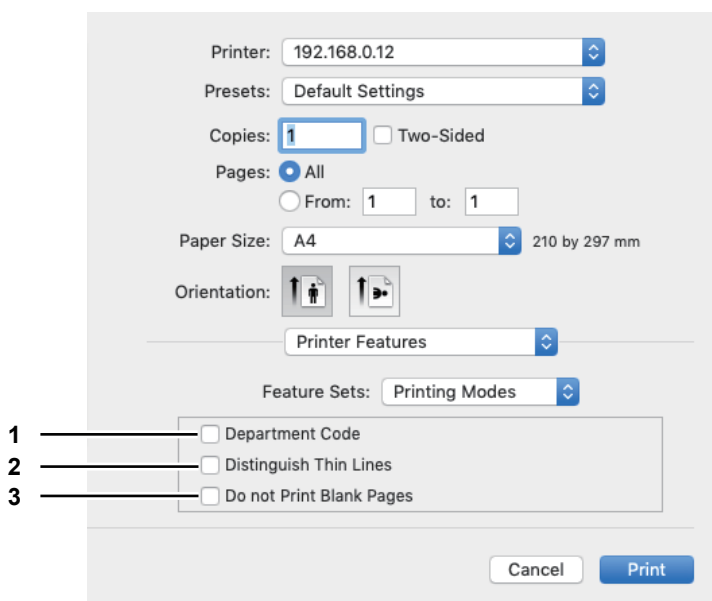 Printer: 192.168.0.12
Presets: Default Settings
Copies: 1 Two-Sided
Pages: All
From: 1 to: 1
Paper Size: A4 210 by 297 mm
Orientation:
Printer Features
Feature Sets: Printing Modes
1 Department Code
2 Distinguish Thin Lines
3 Do not Print Blank Pages
Cancel Print